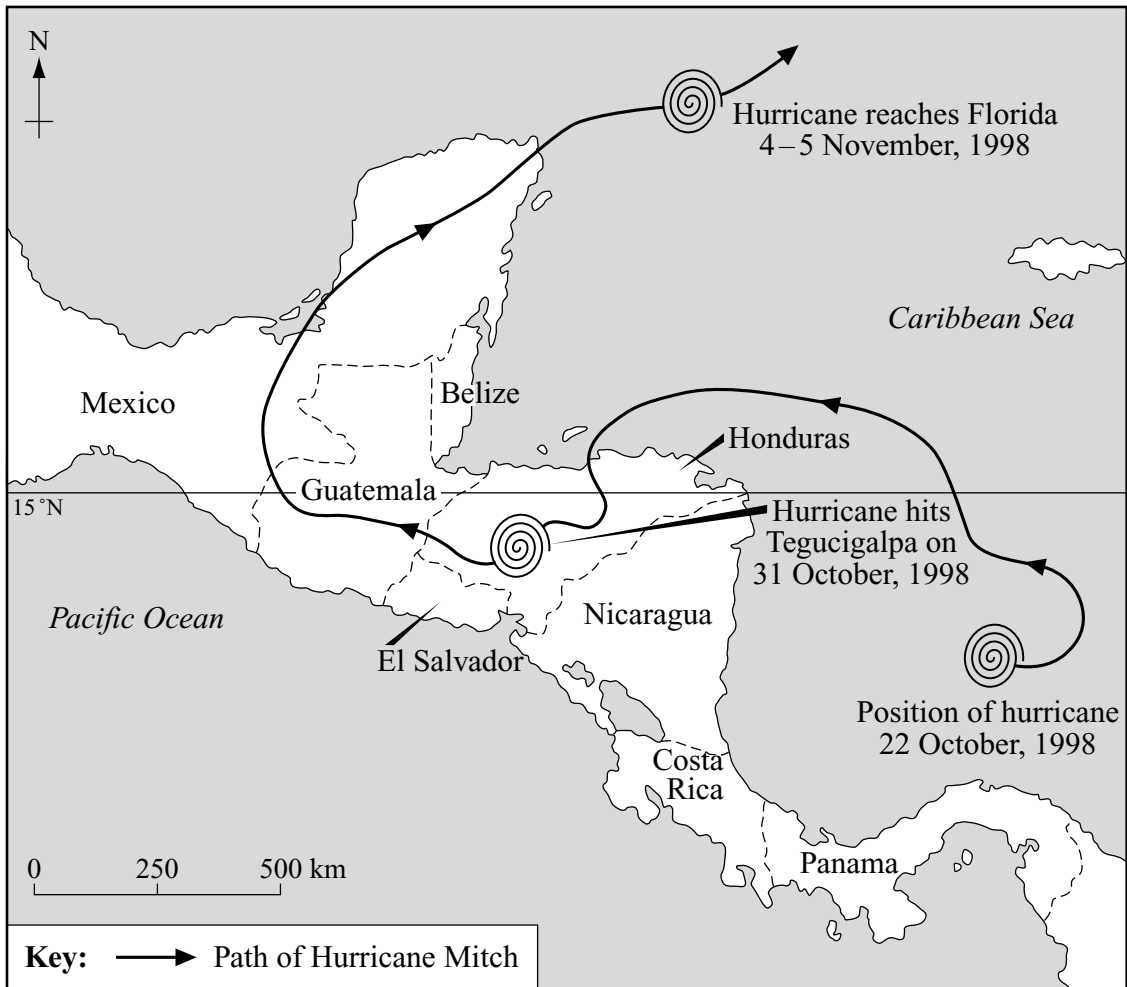 N
Hurricane reaches Florida
4–5 November, 1998
Caribbean Sea
Mexico
Belize
Honduras
Guatemala
15˚N
Hurricane hits
Tegucigalpa on
31 October, 1998
Pacific Ocean
Nicaragua
El Salvador
Position of hurricane
22 October, 1998
Costa
Rica
Panama
0 250 500 km
Key: Path of Hurricane Mitch